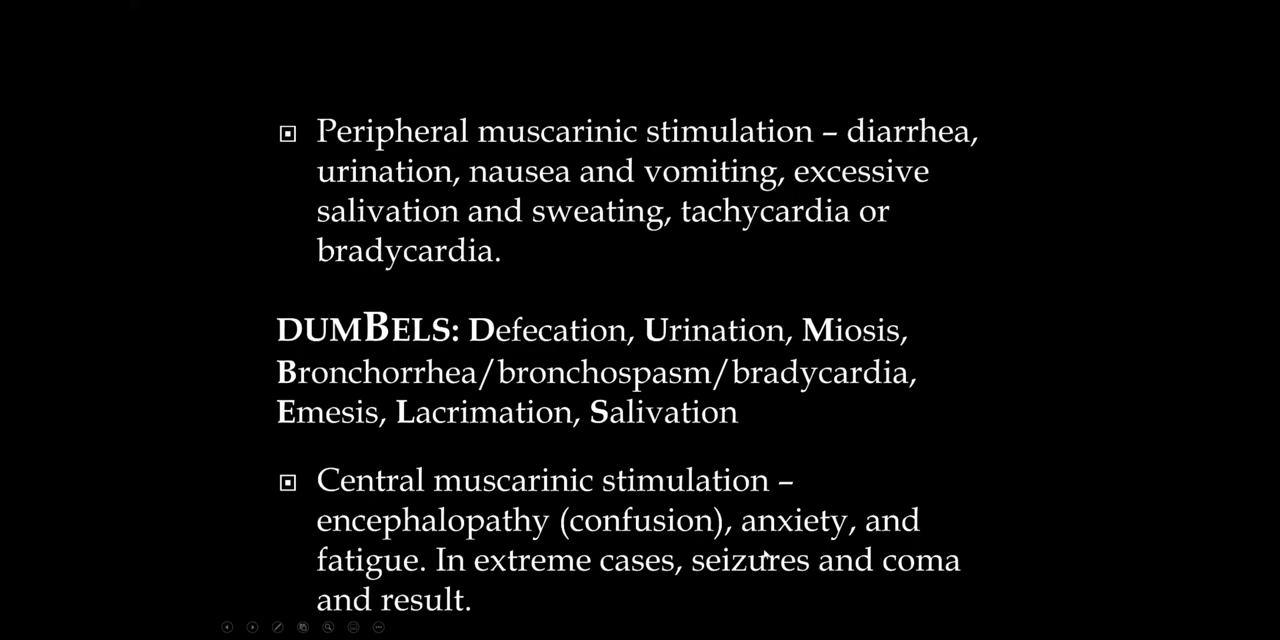 Peripheral muscarinic stimulation – diarrhea,
urination, nausea and vomiting, excessive
salivation and sweating, tachycardia or
bradycardia.
DUMBELS: Defecation, Urination, Miosis,
Bronchorrhea/bronchospasm/bradycardia,
Emesis, Lacrimation, Salivation
Central muscarinic stimulation –
encephalopathy (confusion), anxiety, and
fatigue. In extreme cases, seizures and coma
and result.